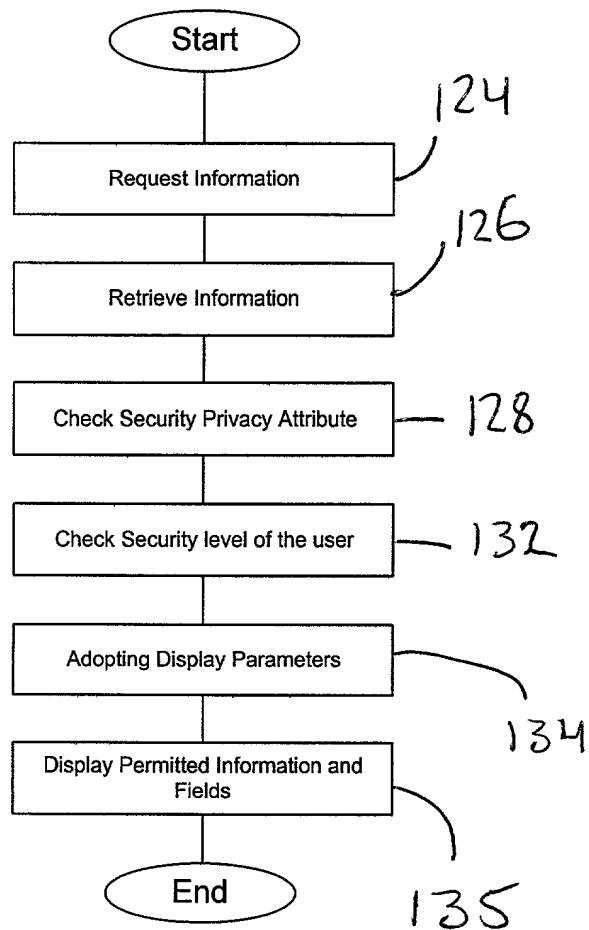 Start
124
Request Information
126
Retrieve Information
Check Security Privacy Attribute
128
Check Security level of the user
132
Adopting Display Parameters
134
Display Permitted Information and
Fields
End
135